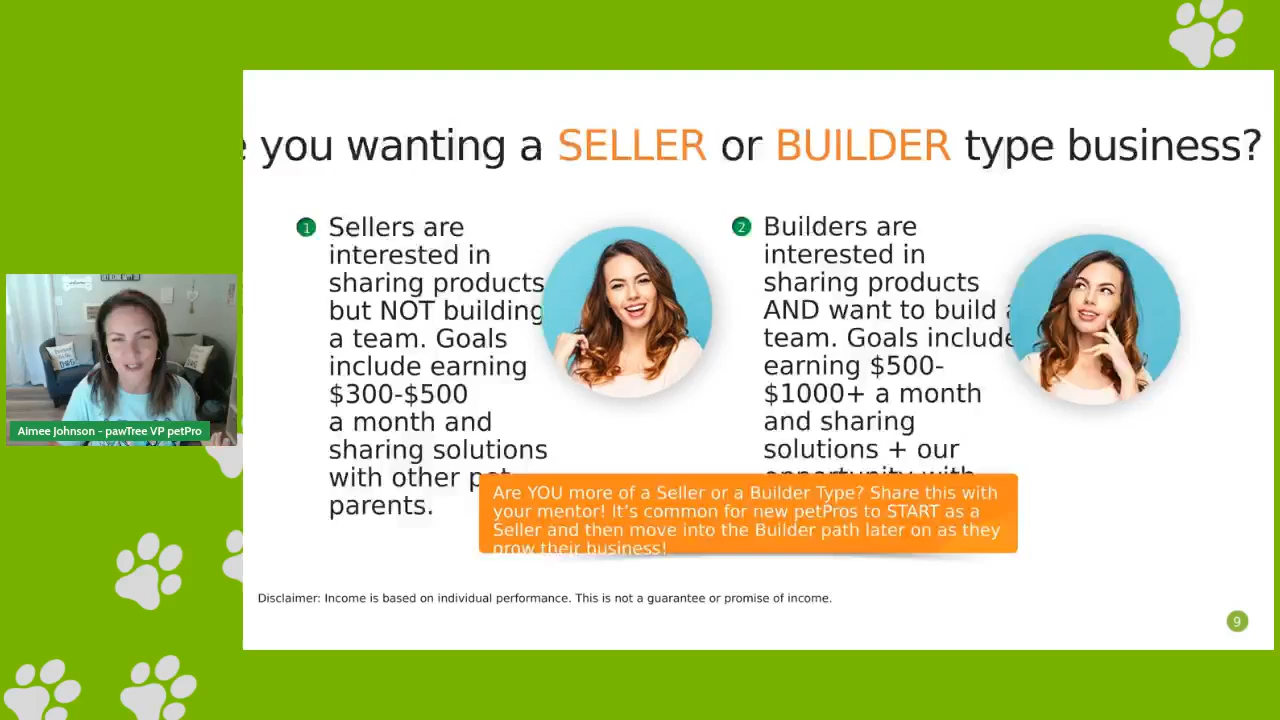 e you wanting a SELLER or BUILDER type business?
1
Sellers are
interested in
sharing products
but NOT building
a team. Goals
include earning
$300-$500
a month and
sharing solutions
with other pet
parents.
2
Builders are
interested in
sharing products
AND want to build a
team. Goals include
earning $500-
$1000+ a month
and sharing
solutions + our
opportunity with
Are YOU more of a Seller or a Builder Type? Share this with
your mentor! It's common for new petPros to START as a
Seller and then move into the Builder path later on as they
grow their business!
Aimee Johnson - pawTree VP petPro
Disclaimer: Income is based on individual performance. This is not a guarantee or promise of income.
9